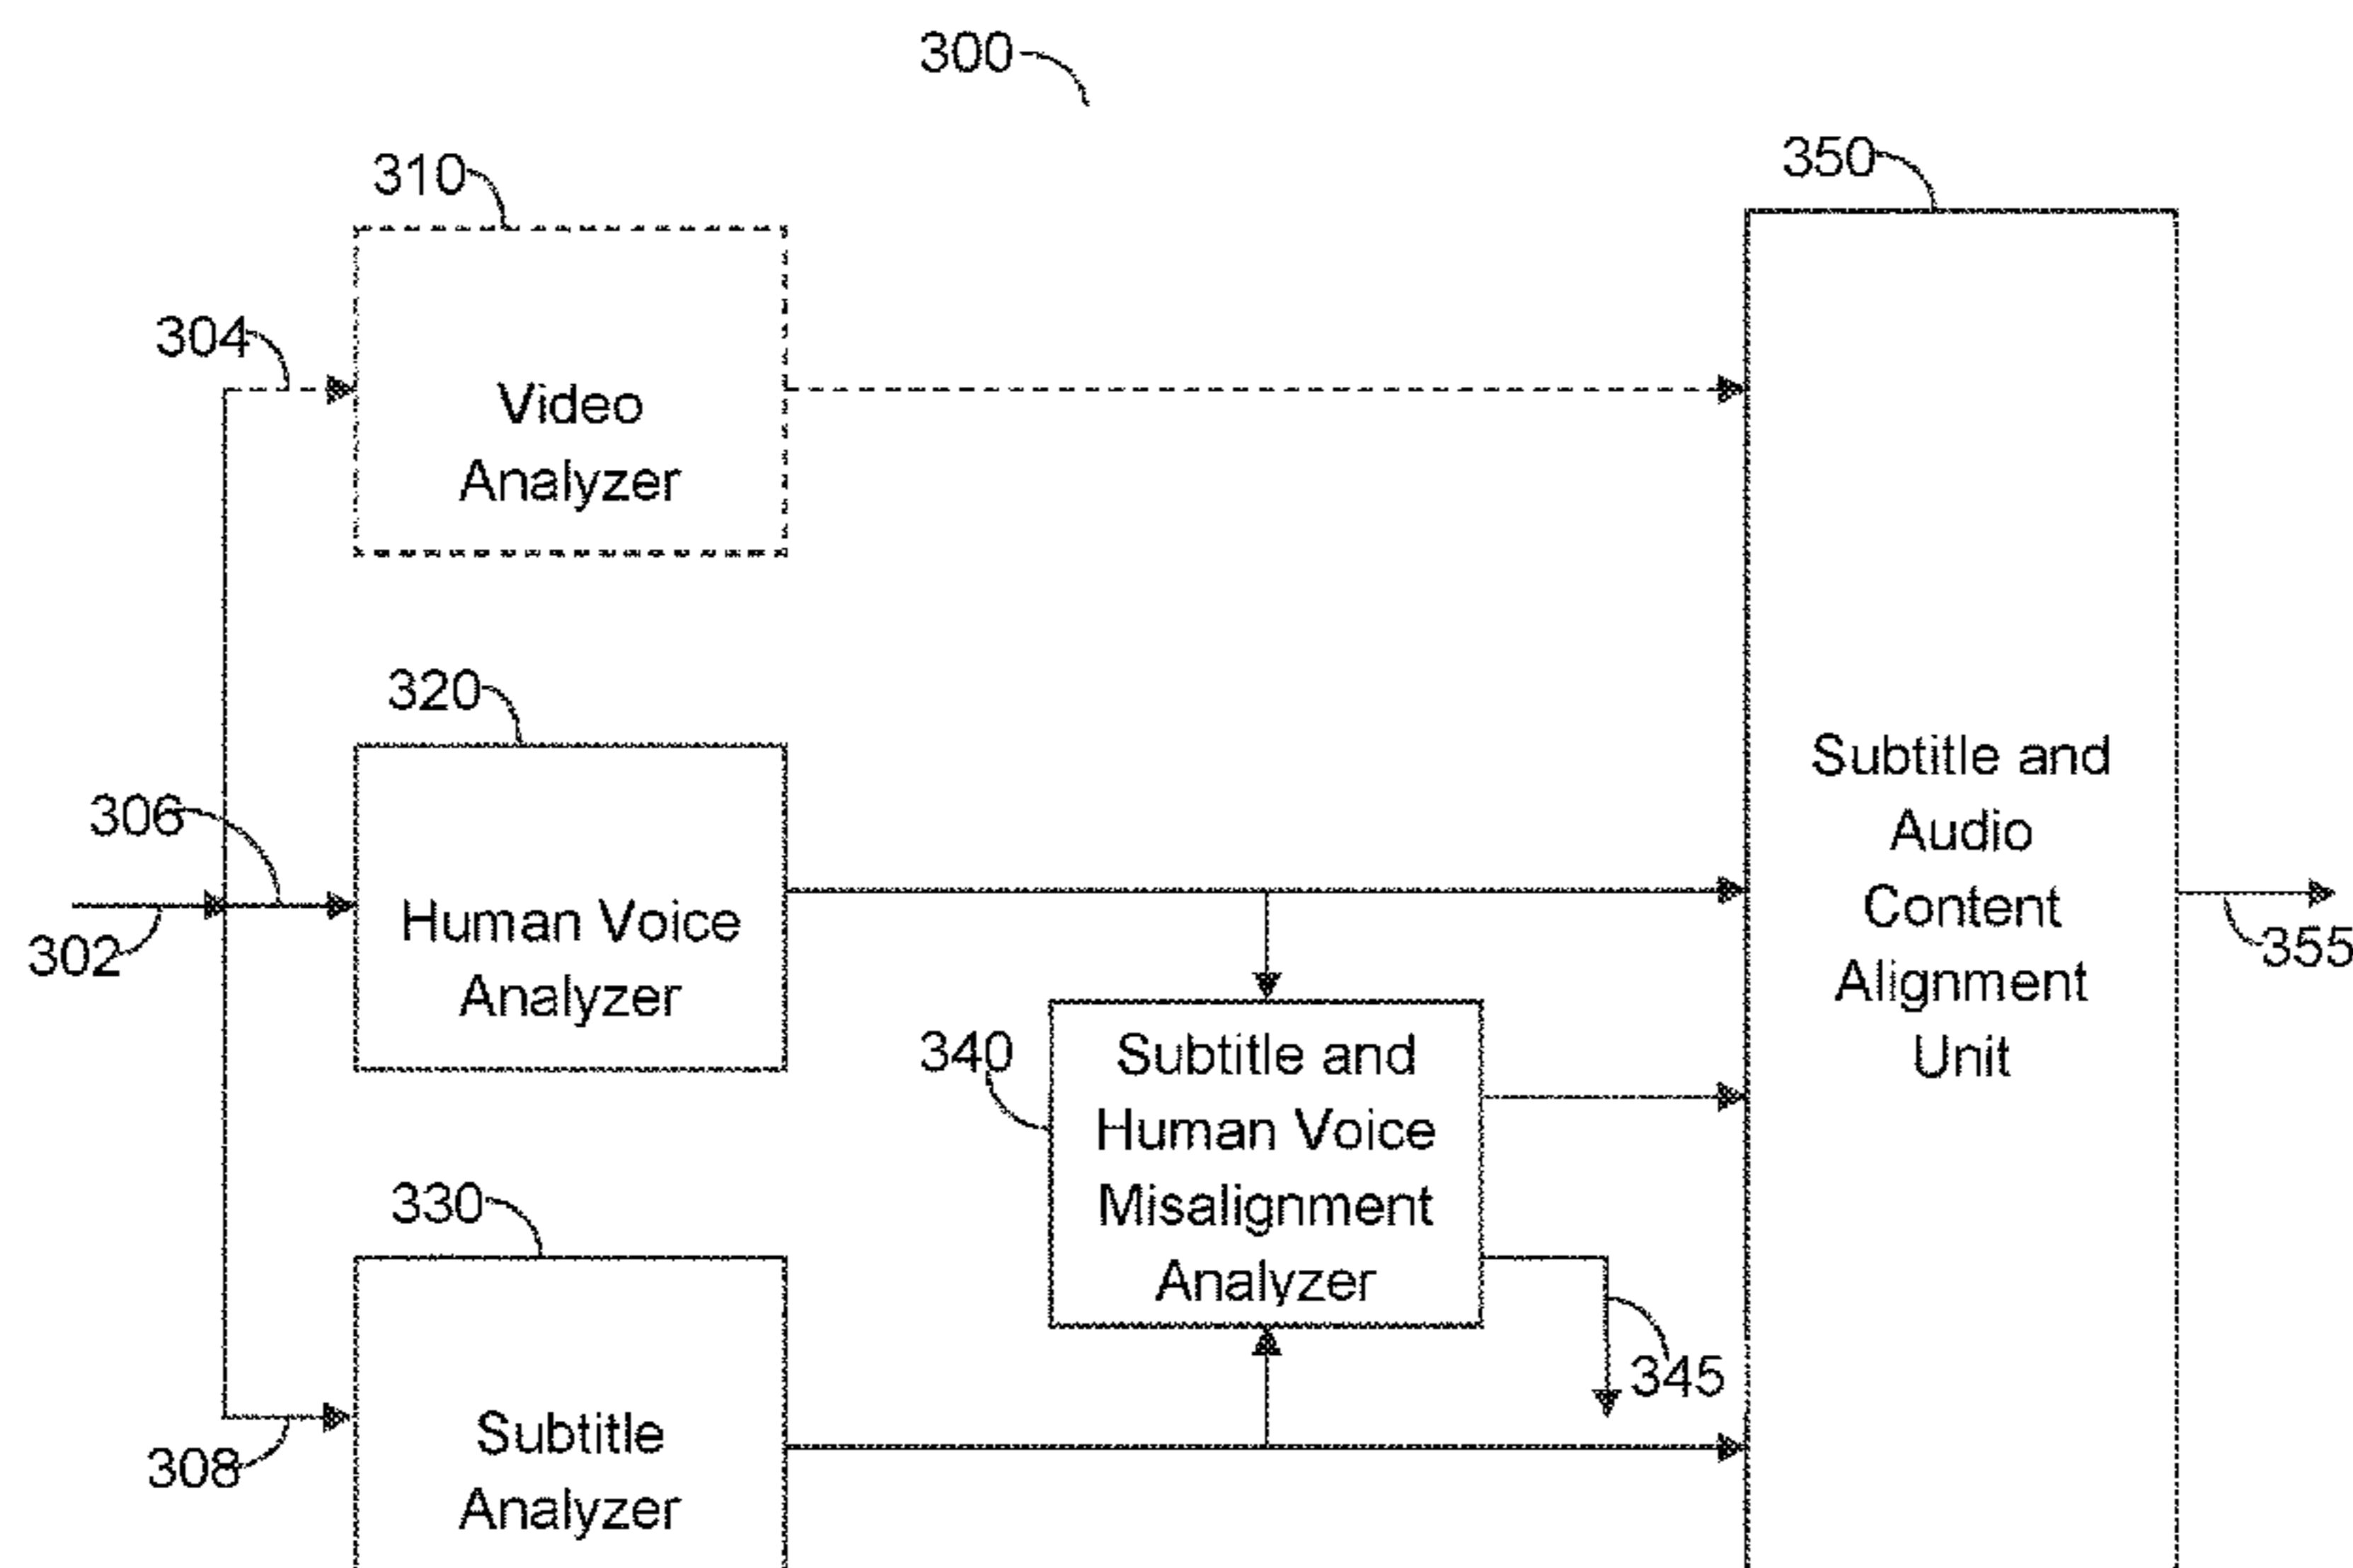 300
310
350
304
Video
Analyzer
320
306
Human Voice
Analyzer
302
Subtitle and
Audio
Content
Alignment
Unit
355
340
Subtitle and
Human Voice
Misalignment
Analyzer
345
330
308
Subtitle
Analyzer